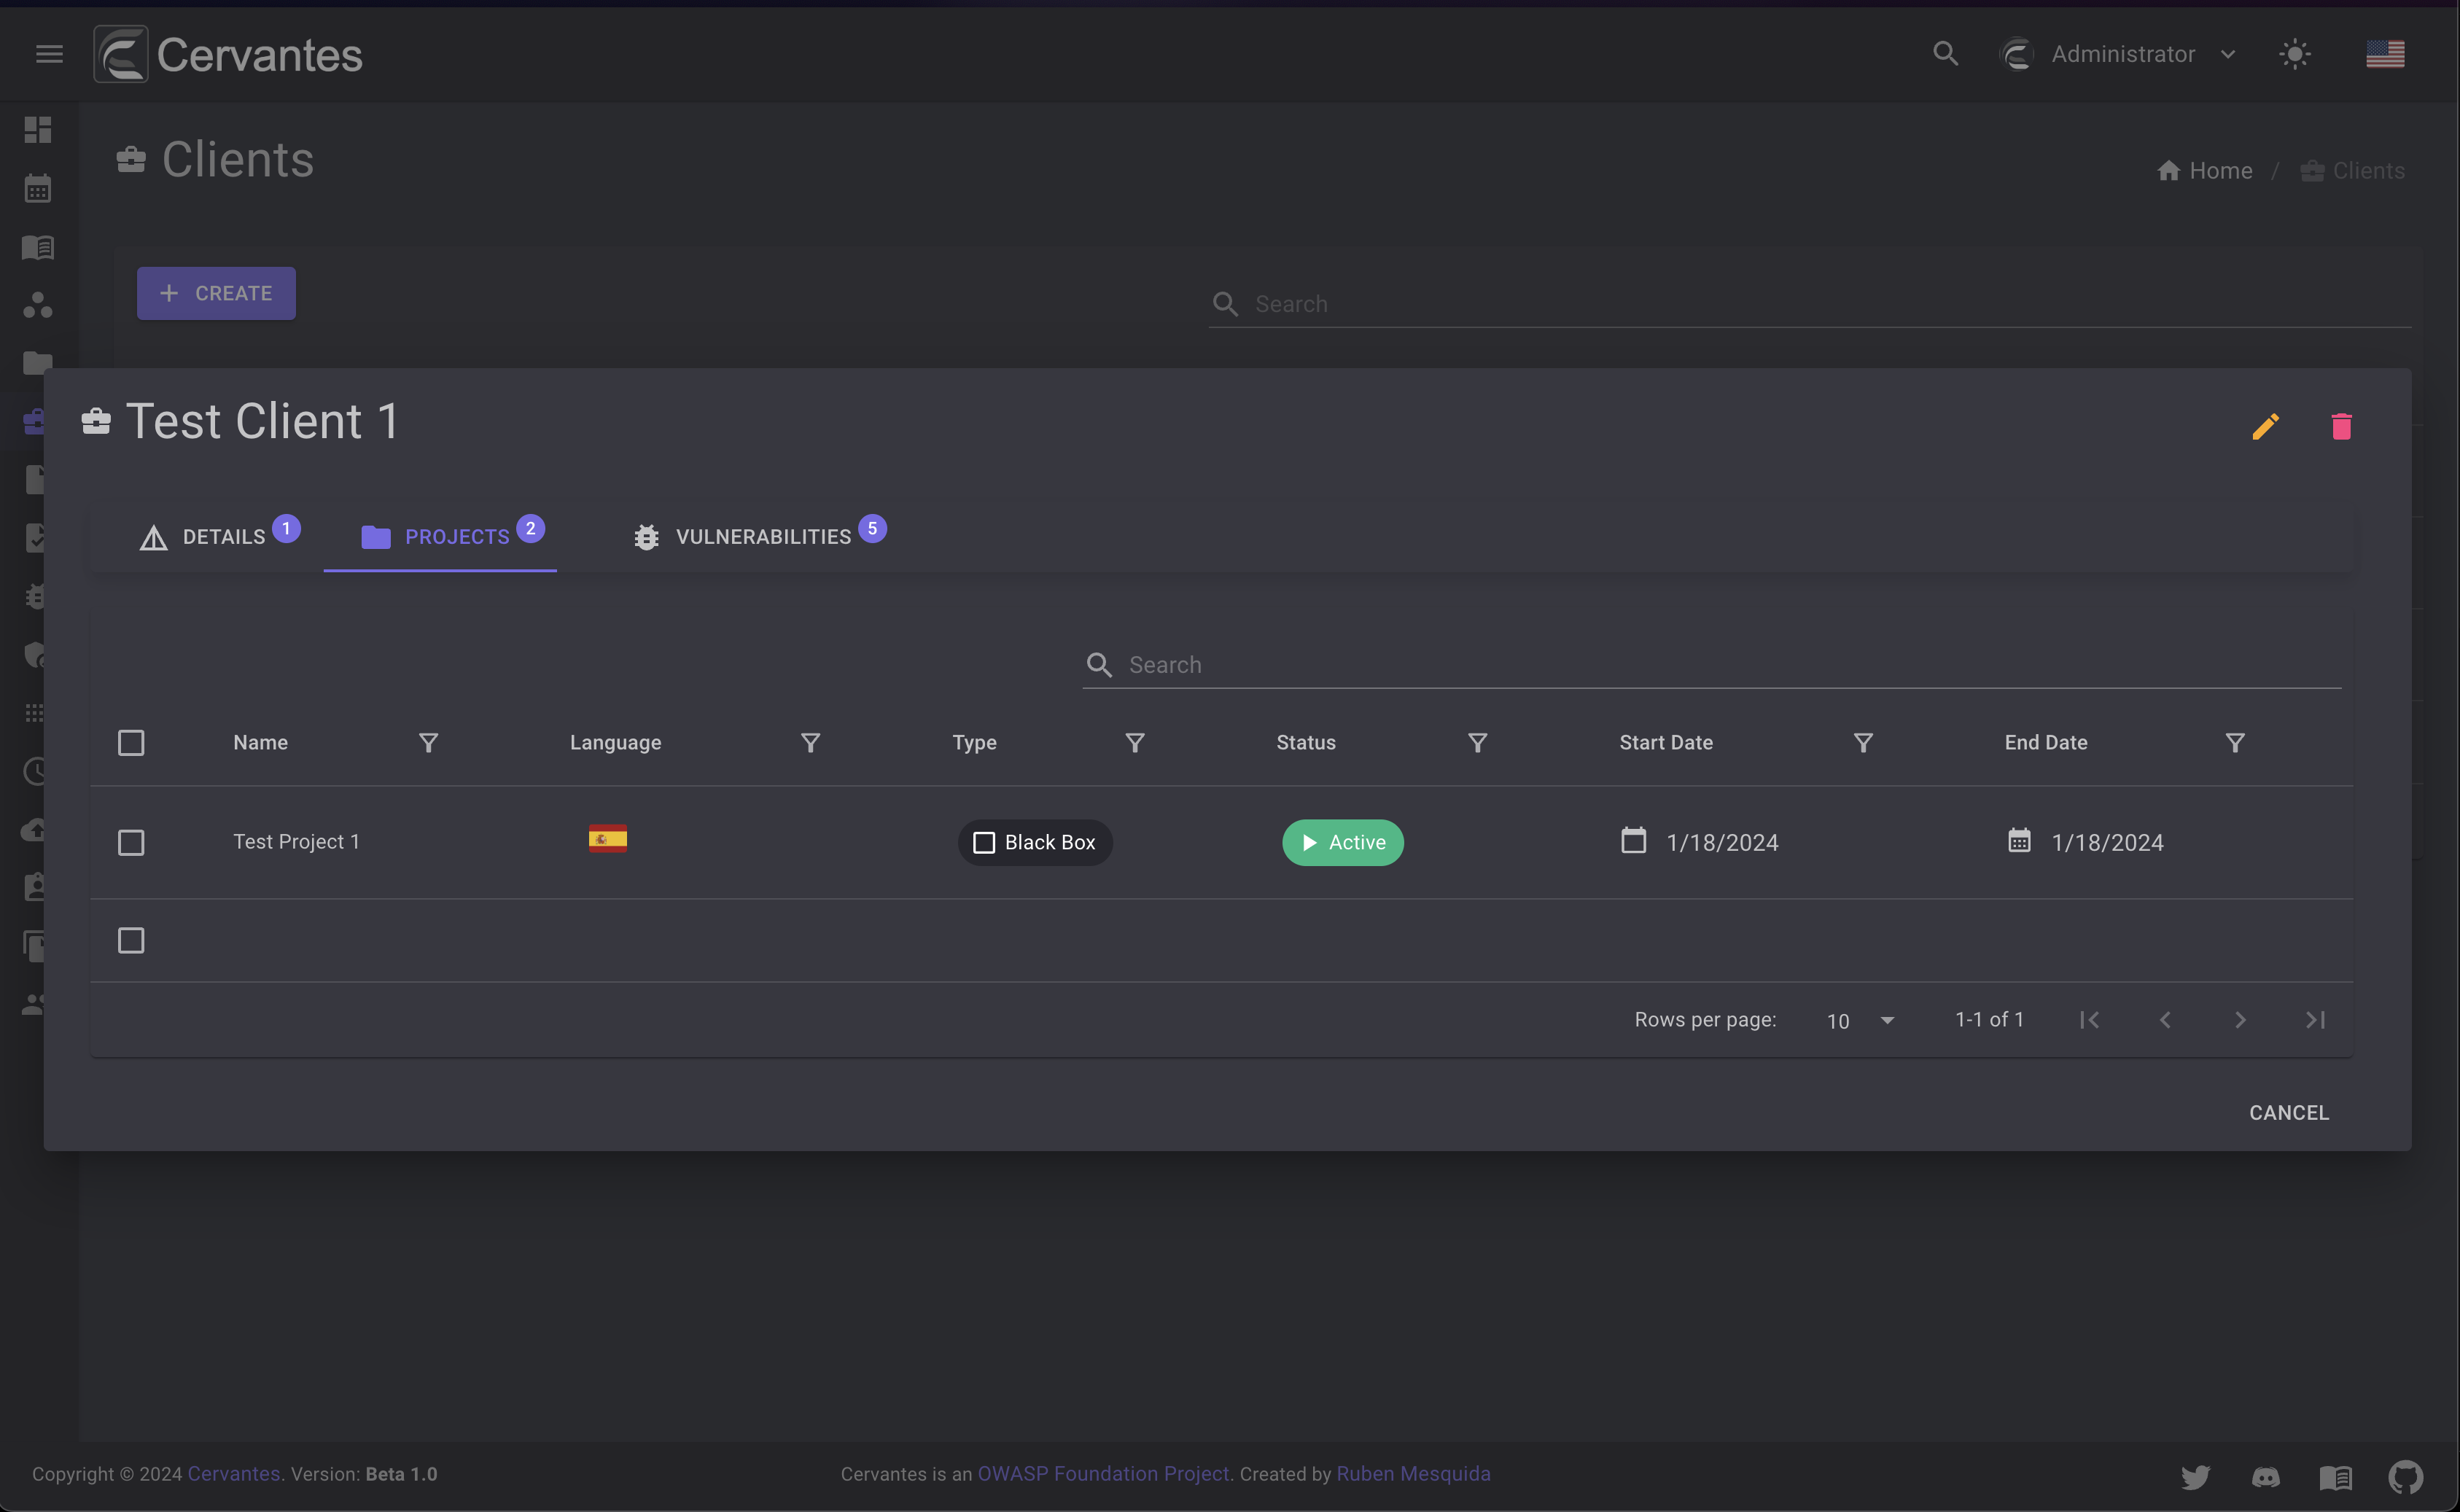 Cervantes
Administrator
Clients
Home / Clients
CREATE
Search
Test Client 1
DETAILS 1
PROJECTS 2
VULNERABILITIES 5
Search
Name Language Type Status Start Date End Date
Test Project 1 Black Box Active 1/18/2024 1/18/2024
Rows per page: 10 1-1 of 1
CANCEL
Copyright © 2024 Cervantes. Version: Beta 1.0
Cervantes is an OWASP Foundation Project. Created by Ruben Mesquida